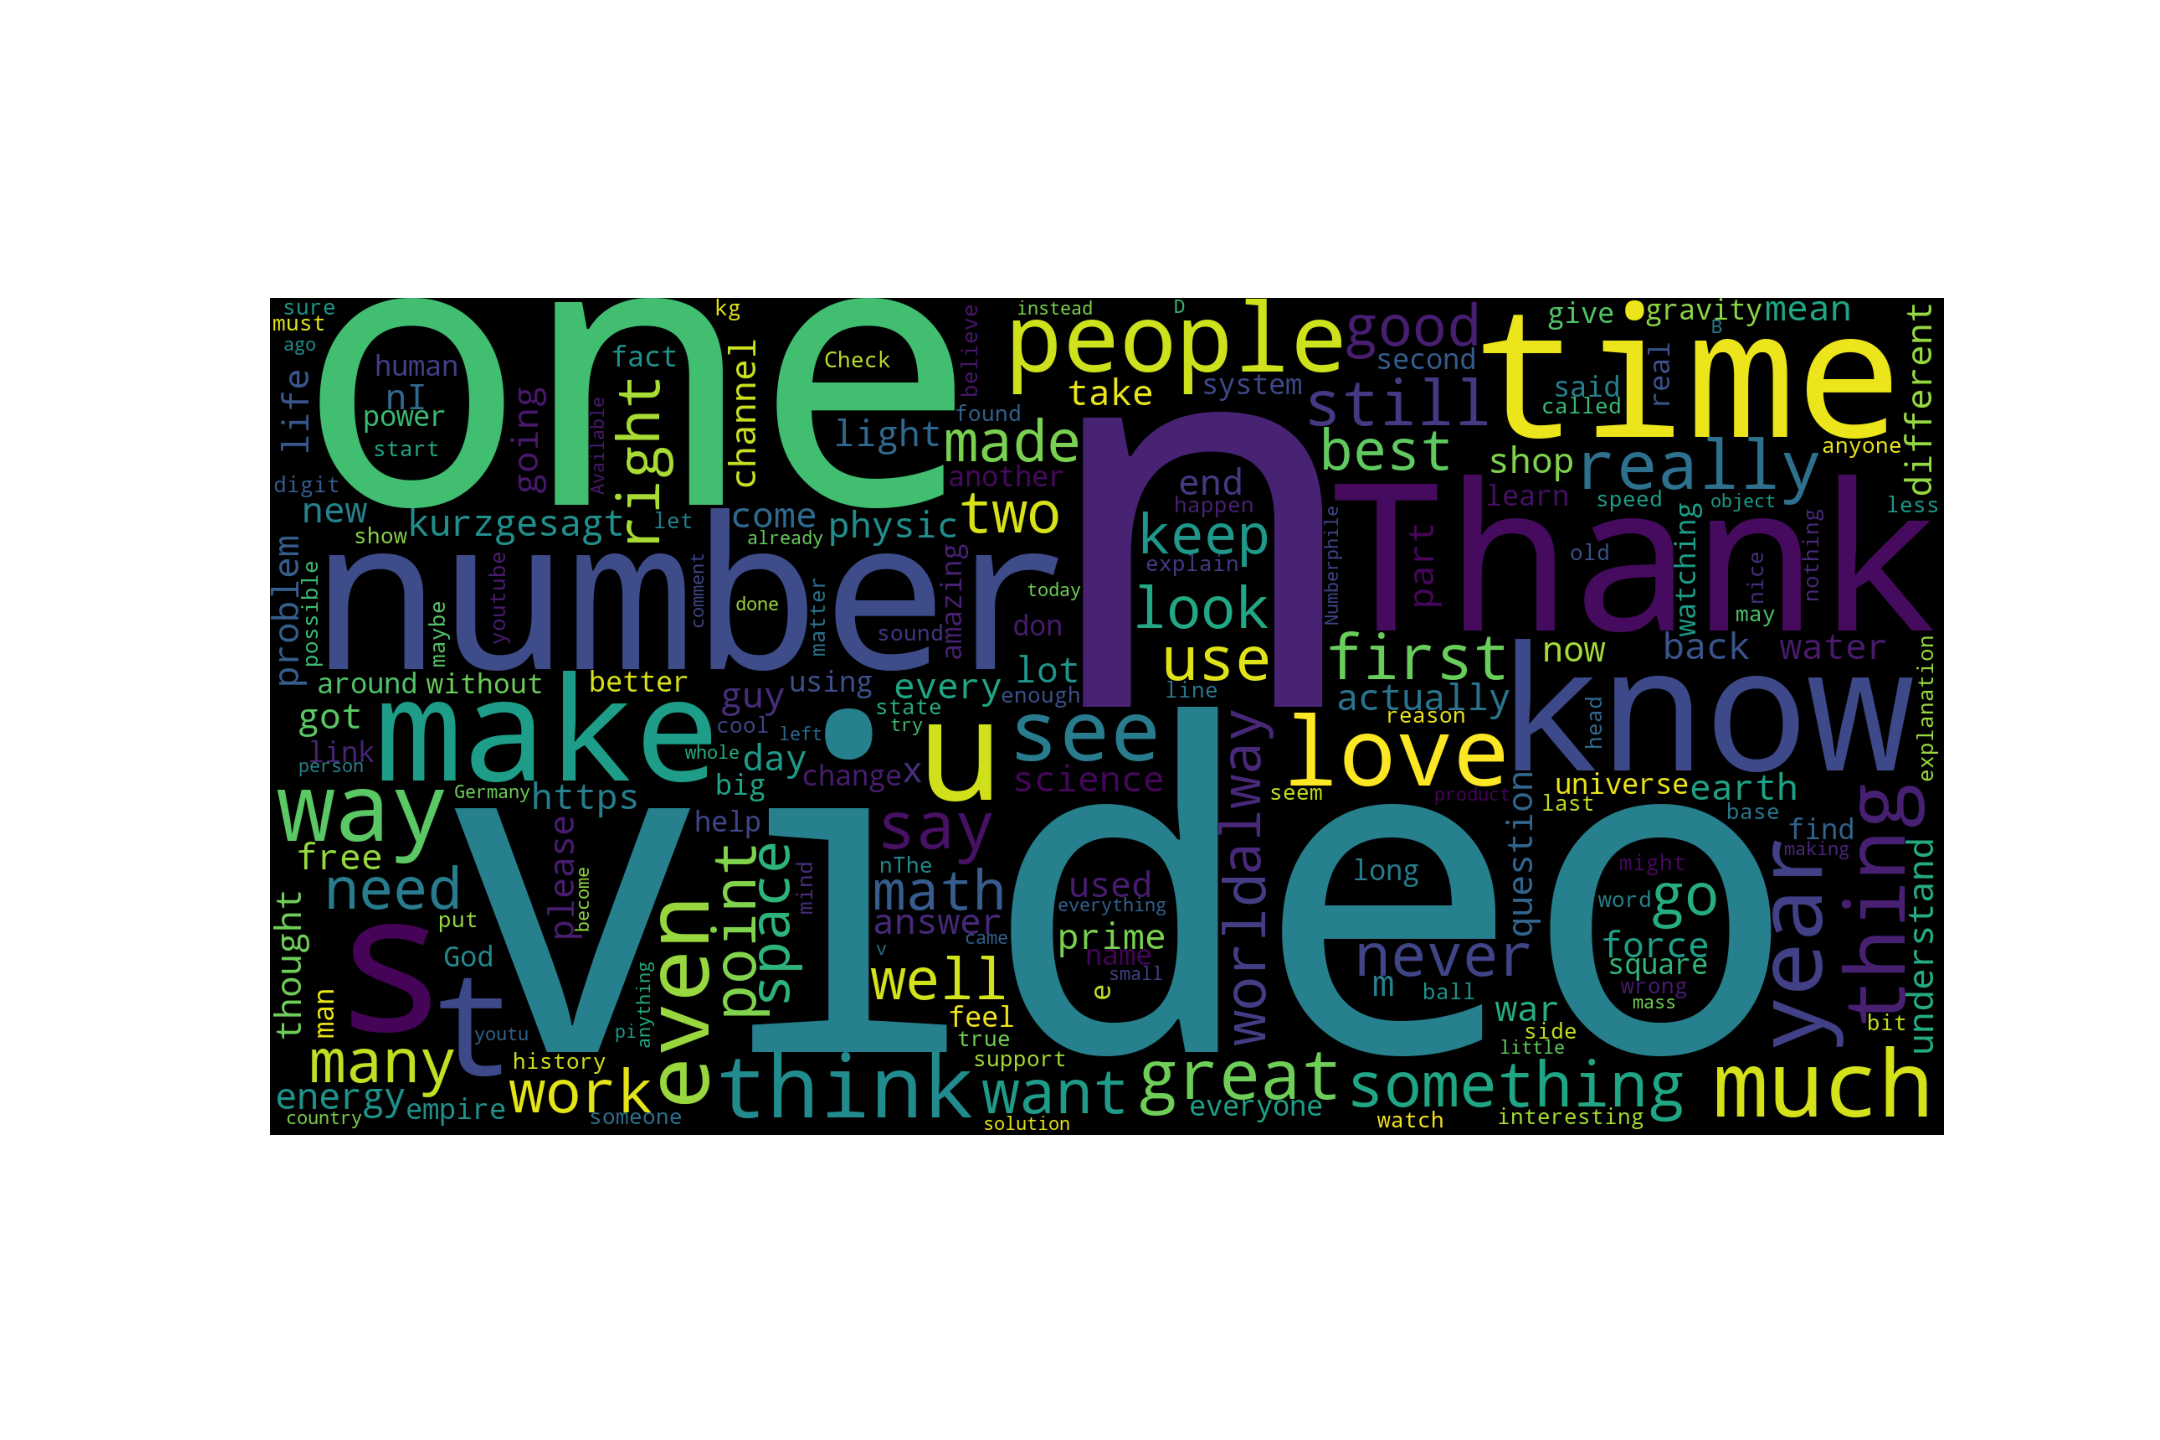 sure
must
ago
one
kg
human
nI
power
start
fact
Check
life
going
Available
right
channel
light
believe
instead
D
people
take
system
found
made
another
two
good
second
still
best
give
gravity
mean
B
time
said
called
real
anyone
different
really
shop
learn
speed
object
less
digit
new
show
kurzgesagt
let
come
already
physic
n
end
happen
keep
explain
look
use
Numberphile
part
Thank
old
watching
nice
nothing
may
problem
possible
number
maybe
youtube
comment
done
matter
sound
amazing
today
don
first
now
back
water
around
without
better
guy
using
every
lot
enough
line
actually
know
head
explanation
got
link
person
make
cool
left
whole
day
big
change
x
state
try
u
see
science
love
reason
seem
product
universe
last
earth
base
way
Germany
https
help
say
worldalway
question
find
making
thing
free
need
please
become
point
space
mind
nThe
math
answer
used
everything
prime
name
small
came
v
e
long
never
m
ball
might
word
go
force
square
wrong
mass
year
understand
thought
put
God
s
t
youtu
man
video
even
pi
anything
well
feel
true
support
war
side
little
bit
many
history
energy
empire
country
work
someone
think
want
solution
great
everyone
something
watch
interesting
much